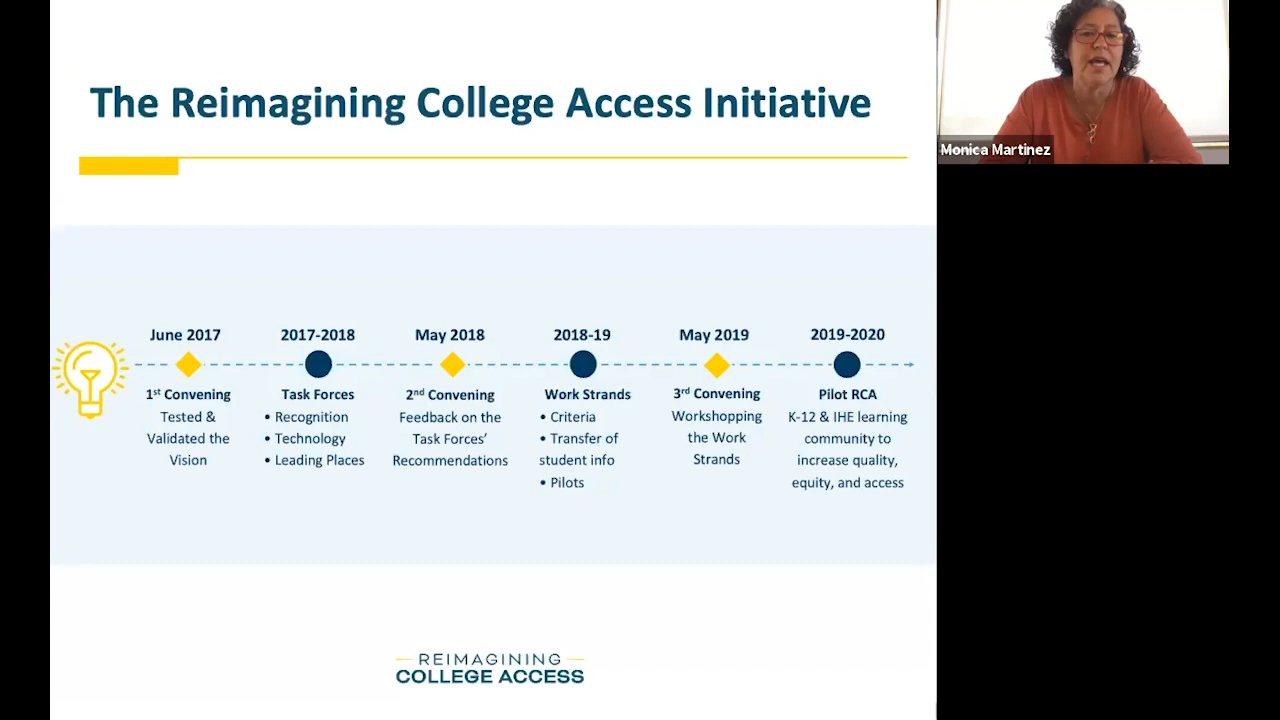 The Reimagining College Access Initiative
Monica Martinez
June 2017
1st Convening
Tested &
Validated the
Vision
2017-2018
Task Forces
• Recognition
• Technology
• Leading Places
May 2018
2nd Convening
Feedback on the
Task Forces’
Recommendations
2018-19
Work Strands
• Criteria
• Transfer of
student info
• Pilots
May 2019
3rd Convening
Workshopping
the Work
Strands
2019-2020
Pilot RCA
K-12 & IHE learning
community to
increase quality,
equity, and access
REIMAGINING
COLLEGE ACCESS